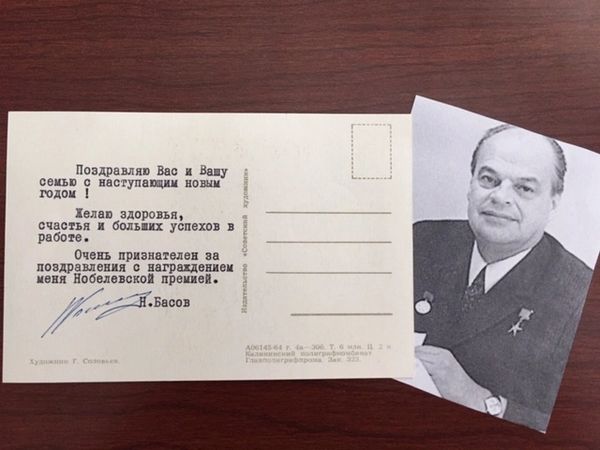 Поздравляю Вас и Вашу
семью с наступающим новым
годом !
Желаю здоровья,
счастья и больших успехов в
работе.
Очень признателен за
поздравления с награждением
меня Нобелевской премией.
Н.Басов
Художник Г. Соловьев.
Издательство «Советский художник»
А06145-64 г. 4а—306. Т. 6 млн. Ц. 2 к
Калининский полиграфкомбинат
Главполиграфпрома Зак 323.